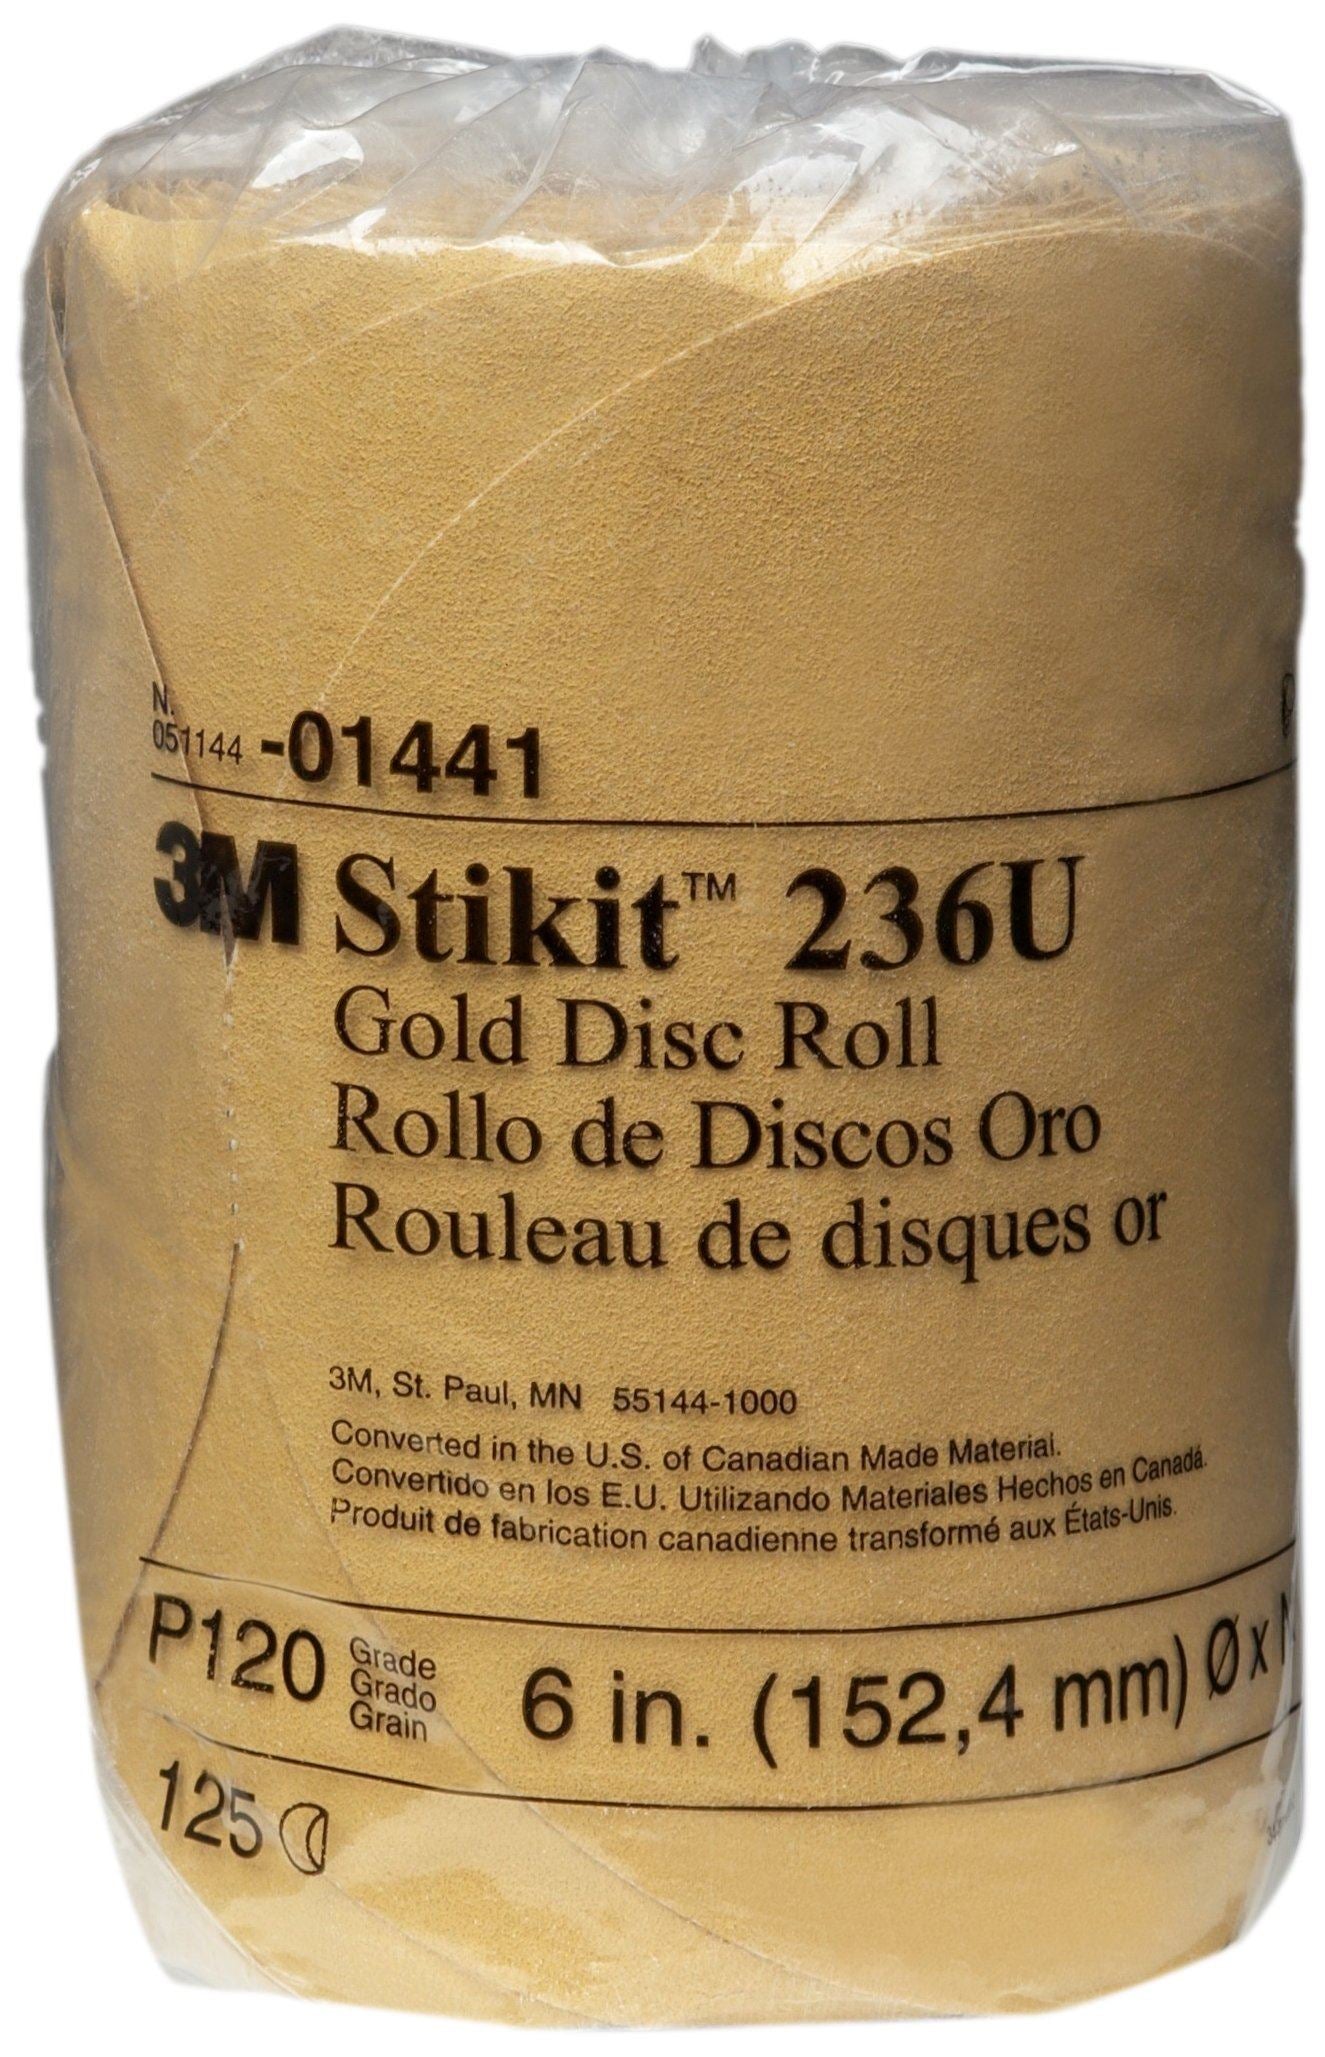 N.
051144 -01441
3M Stikit™ 236U
Gold Disc Roll
Rollo de Discos Oro
Rouleau de disques or
3M, St. Paul, MN 55144-1000
Converted in the U.S. of Canadian Made Material.
Convertido en los E.U. Utilizando Materiales Hechos en Canadá.
Produit de fabrication canadienne transformé aux États-Unis.
P120 Grade
Grado
Grain
6 in. (152,4 mm) Ø x
125